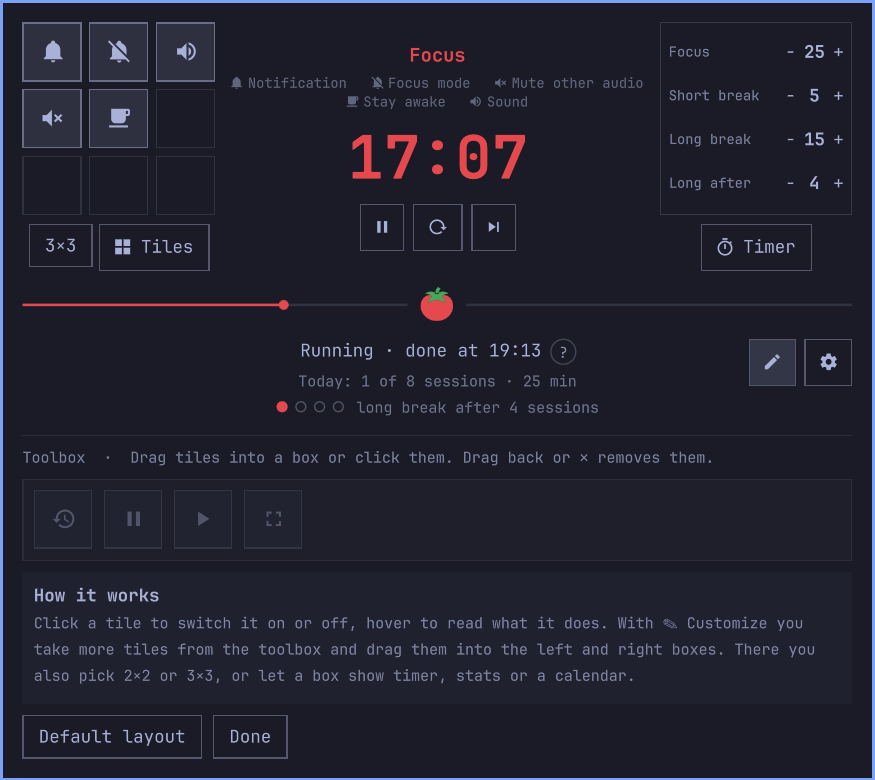 Focus
Notification Focus mode Mute other audio
Stay awake Sound
17:07
Focus - 25 +
Short break - 5 +
Long break - 15 +
Long after - 4 +
3×3 Tiles
Timer
Running · done at 19:13 ?
Today: 1 of 8 sessions · 25 min
long break after 4 sessions
Toolbox · Drag tiles into a box or click them. Drag back or × removes them.
How it works
Click a tile to switch it on or off, hover to read what it does. With ✎ Customize you
take more tiles from the toolbox and drag them into the left and right boxes. There you
also pick 2×2 or 3×3, or let a box show timer, stats or a calendar.
Default layout Done